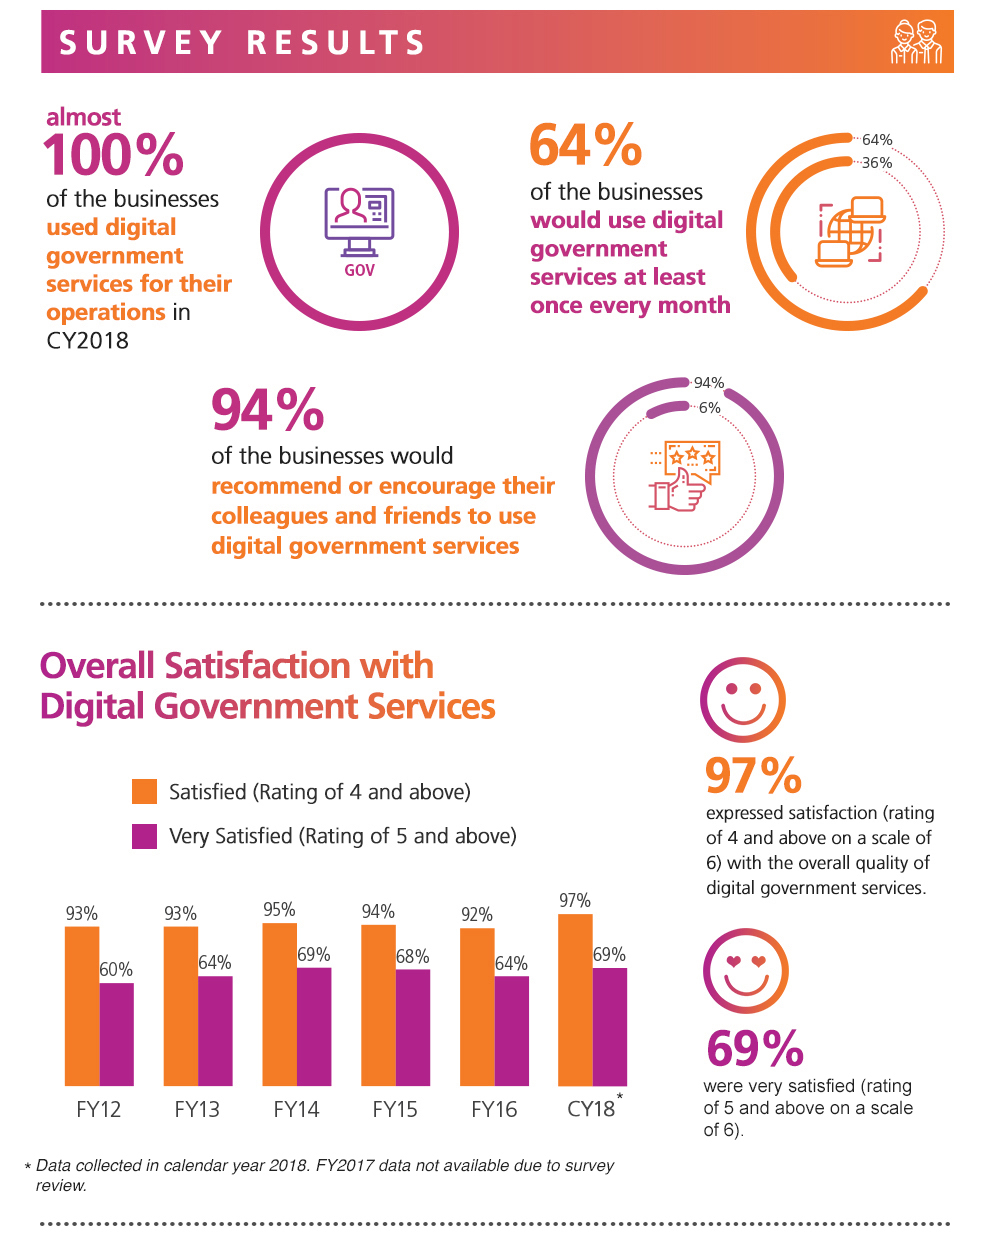 SURVEY RESULTS
almost
100%
of the businesses
used digital
government
services for their
operations in
CY2018
GOV
64%
of the businesses
would use digital
government
services at least
once every month
64%
36%
94%
of the businesses would
recommend or encourage their
colleagues and friends to use
digital government services
94%
6%
Overall Satisfaction with
Digital Government Services
Satisfied (Rating of 4 and above)
Very Satisfied (Rating of 5 and above)
93%
60%
93%
64%
95%
69%
94%
68%
92%
64%
97%
69%
FY12
FY13
FY14
FY15
FY16
CY18*
* Data collected in calendar year 2018. FY2017 data not available due to survey
review.
97%
expressed satisfaction (rating
of 4 and above on a scale of
6) with the overall quality of
digital government services.
69%
were very satisfied (rating
of 5 and above on a scale
of 6).